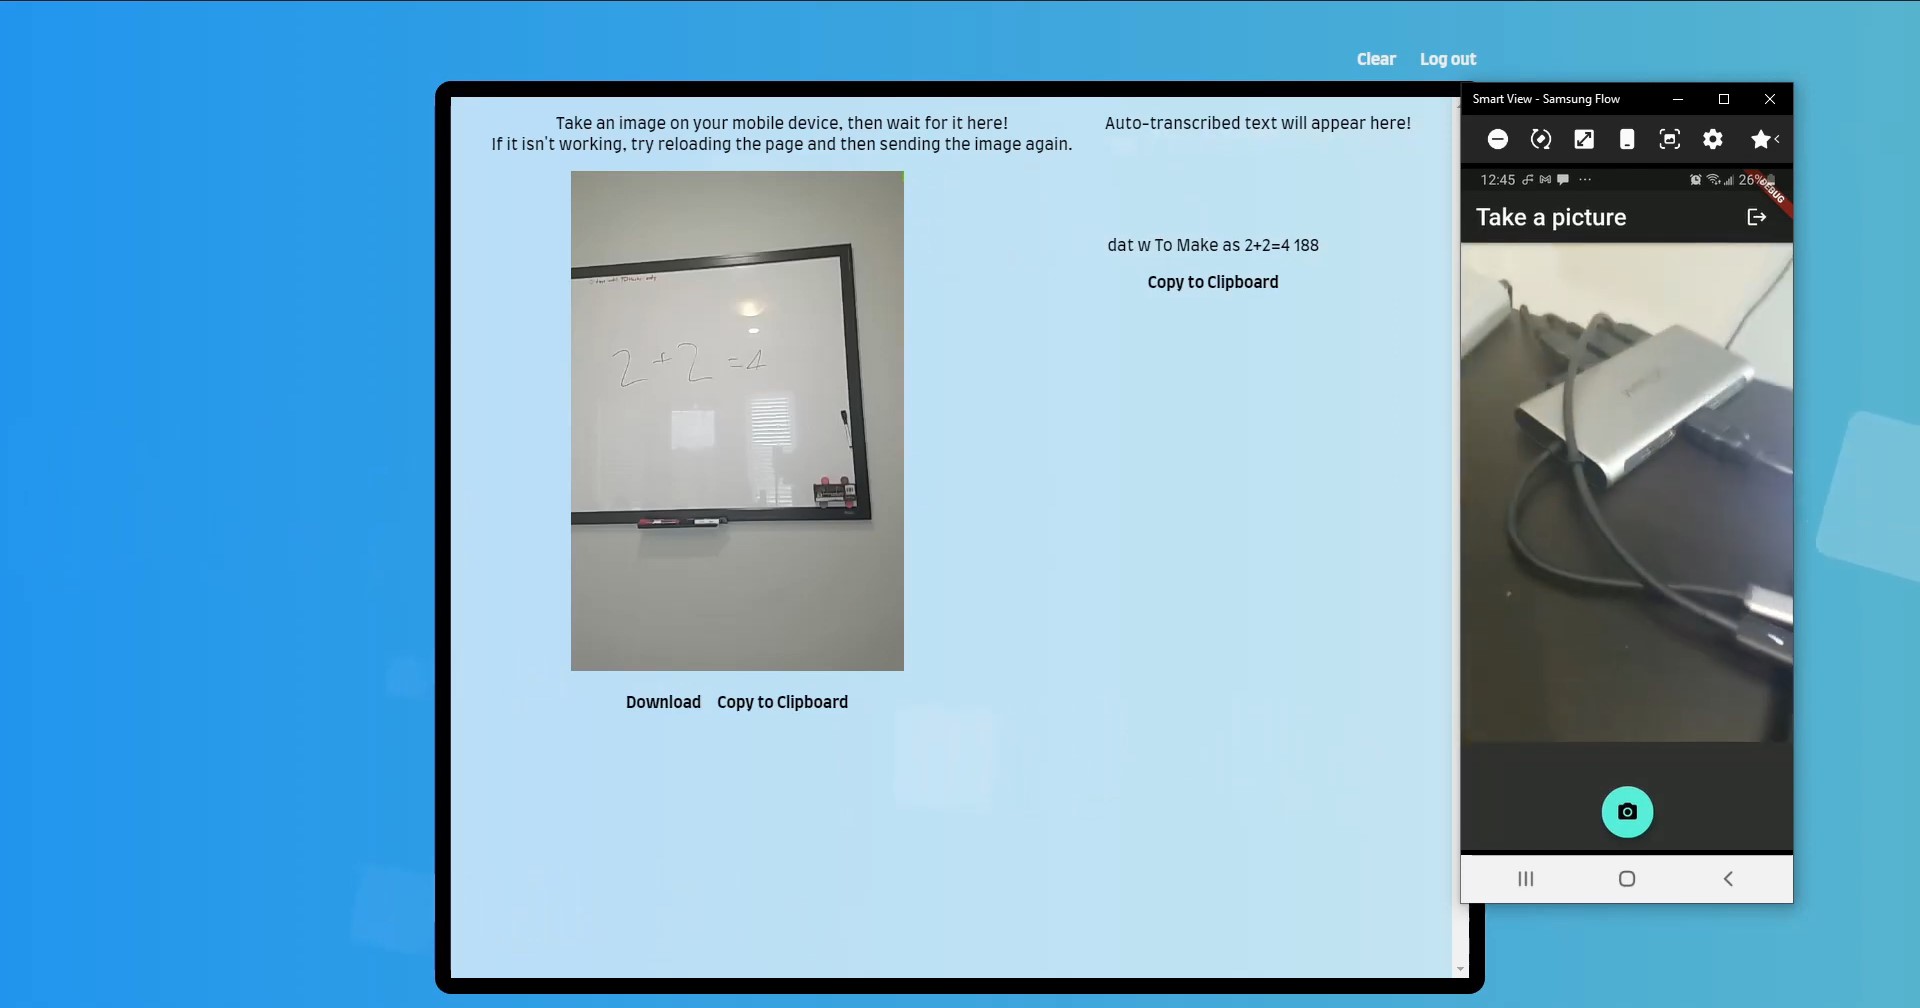 Clear Log out
Take an image on your mobile device, then wait for it here!
If it isn't working, try reloading the page and then sending the image again.
Auto-transcribed text will appear here!
2+2=4
dat w To Make as 2+2=4 188
Copy to Clipboard
Download Copy to Clipboard
Smart View - Samsung Flow
12:45 26%
DEBUG
Take a picture